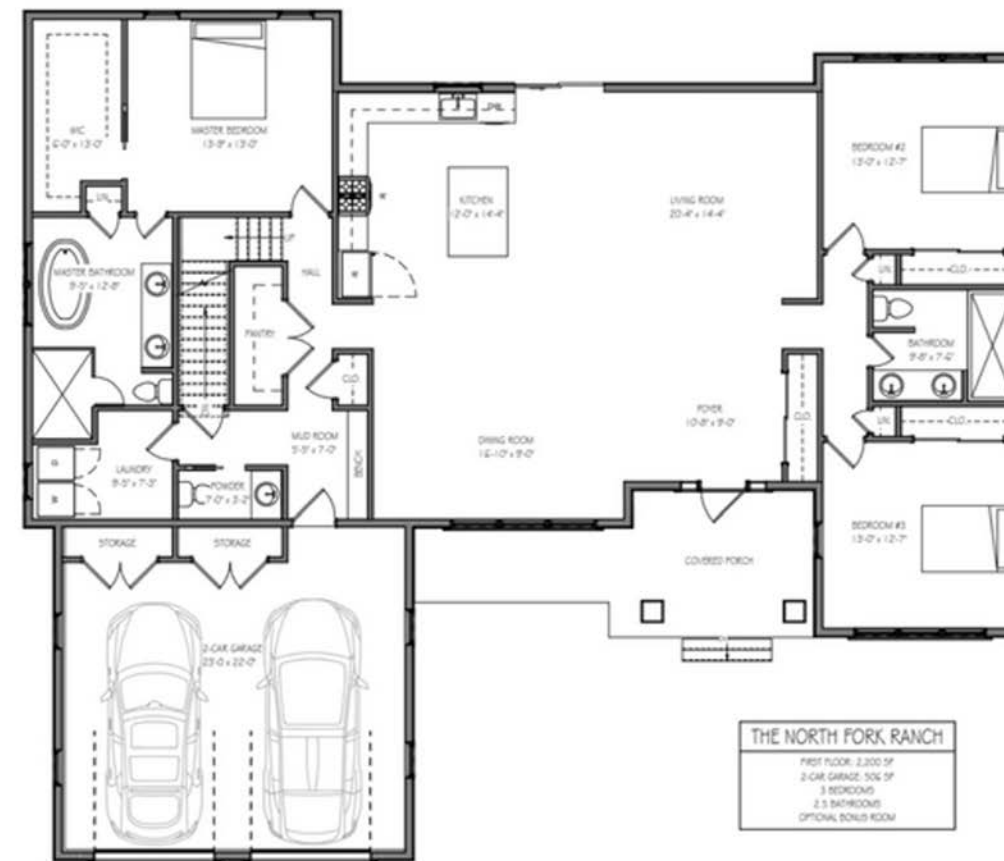 WIC
6'-0" x 13'-0"
MASTER BEDROOM
13'-9" x 13'-0"
LIN.
MASTER BATHROOM
9'-5" x 12'-8"
UP
HALL
PANTRY
KITCHEN
12'-0" x 14'-4"
DW
LIVING ROOM
20'-4" x 14'-4"
BEDROOM #2
13'-0" x 12'-7"
LIN.
CLO.
BATHROOM
9'-8" x 7'-6"
LIN.
CLO.
CLO.
CLO.
FOYER
10'-8" x 9'-0"
DINING ROOM
16'-10" x 9'-0"
MUD ROOM
5'-5" x 7'-0"
BENCH
LAUNDRY
9'-5" x 7'-3"
D
W
POWDER
7'-0" x 3'-2"
STORAGE
STORAGE
BEDROOM #3
13'-0" x 12'-7"
COVERED PORCH
2-CAR GARAGE
23'-0 x 22'-0"
THE NORTH FORK RANCH
FIRST FLOOR: 2,200 SF
2-CAR GARAGE: 506 SF
3 BEDROOMS
2.5 BATHROOMS
OPTIONAL BONUS ROOM